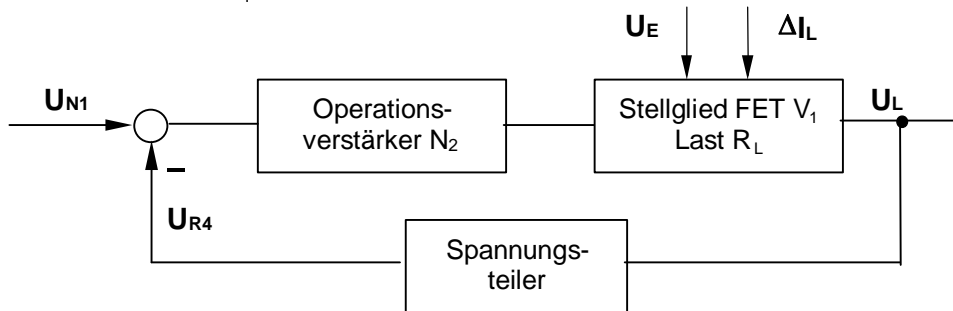 U_E ΔI_L
U_N1 Operations- Stellglied FET V_1 U_L
verstärker N_2 Last R_L
–
U_R4
Spannungs-
teiler